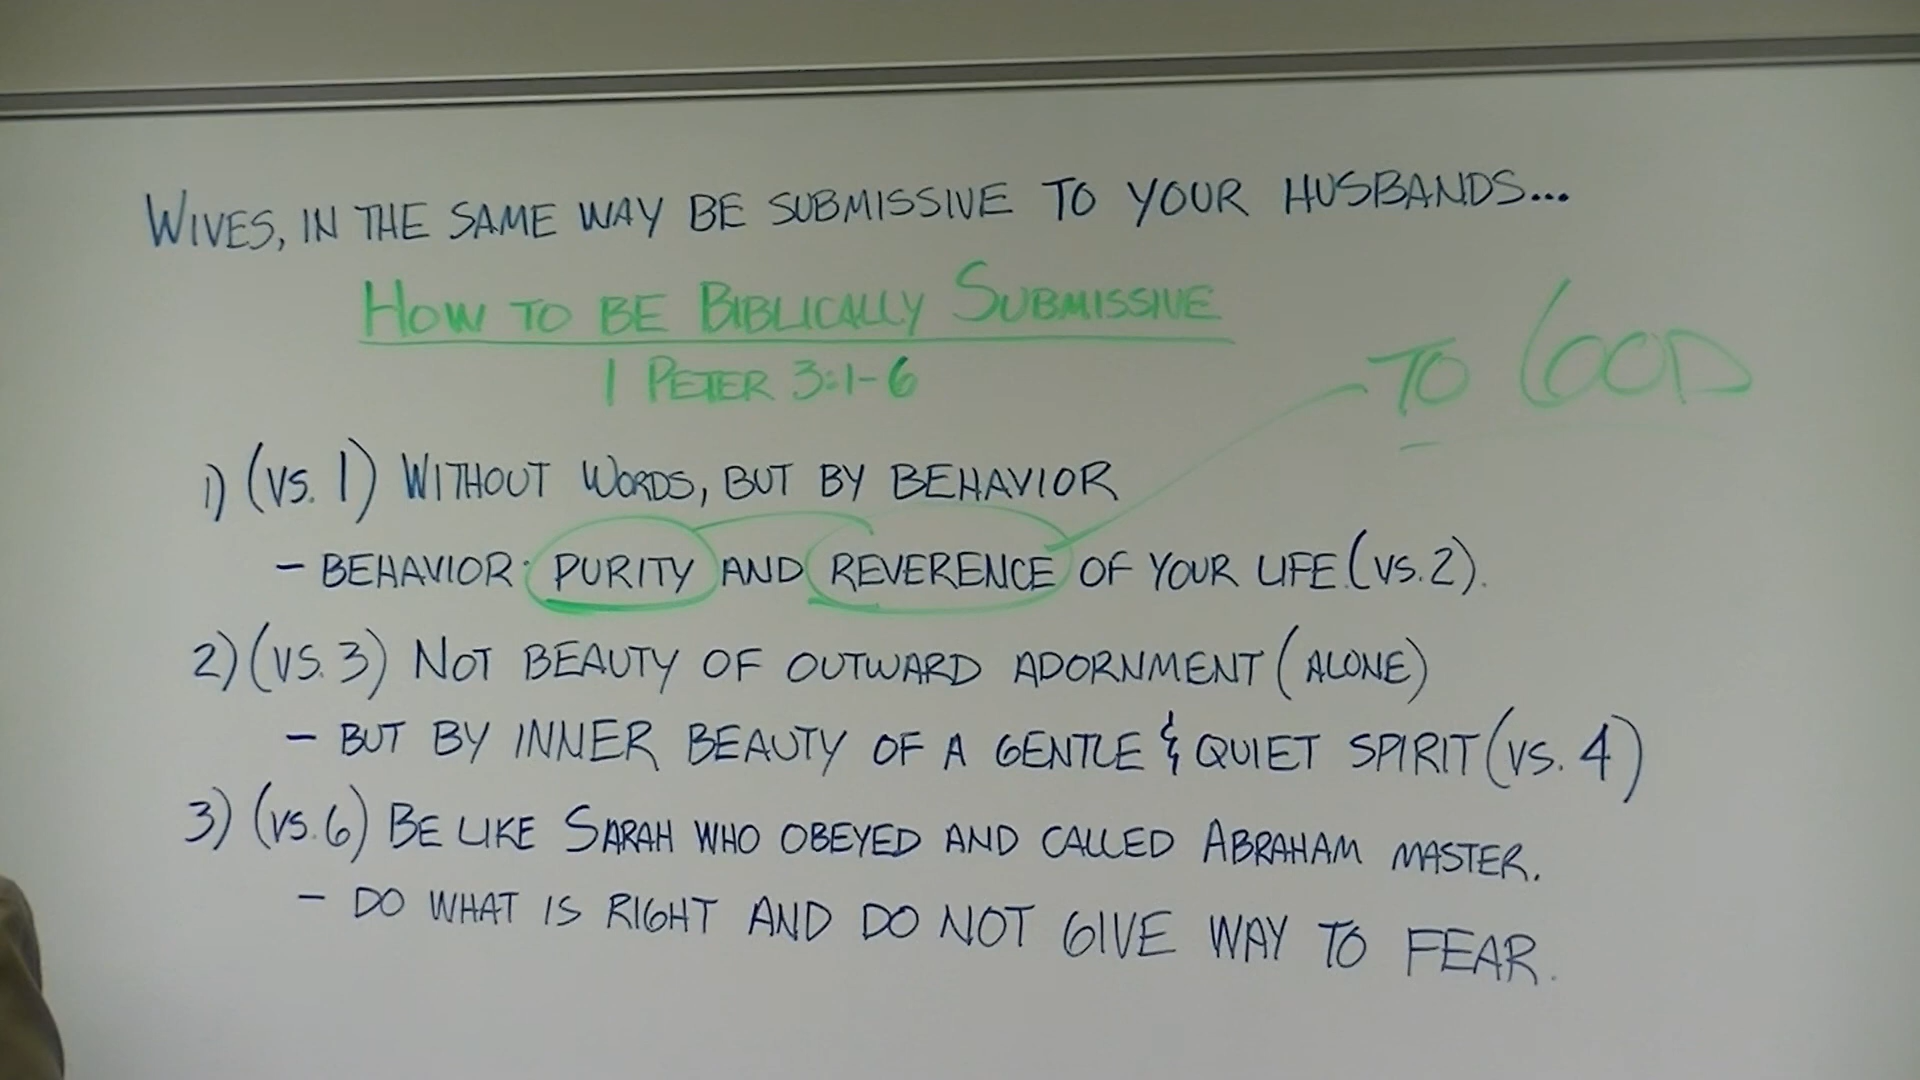 WIVES, IN THE SAME WAY BE SUBMISSIVE TO YOUR HUSBANDS...
HOW TO BE BIBLICALLY SUBMISSIVE
1 PETER 3:1-6
TO GOD
1) (VS. 1) WITHOUT WORDS, BUT BY BEHAVIOR
- BEHAVIOR: PURITY AND REVERENCE OF YOUR LIFE. (VS. 2).
2) (VS. 3) NOT BEAUTY OF OUTWARD ADORNMENT (ALONE)
- BUT BY INNER BEAUTY OF A GENTLE & QUIET SPIRIT (VS. 4)
3) (VS. 6) BE LIKE SARAH WHO OBEYED AND CALLED ABRAHAM MASTER.
- DO WHAT IS RIGHT AND DO NOT GIVE WAY TO FEAR.